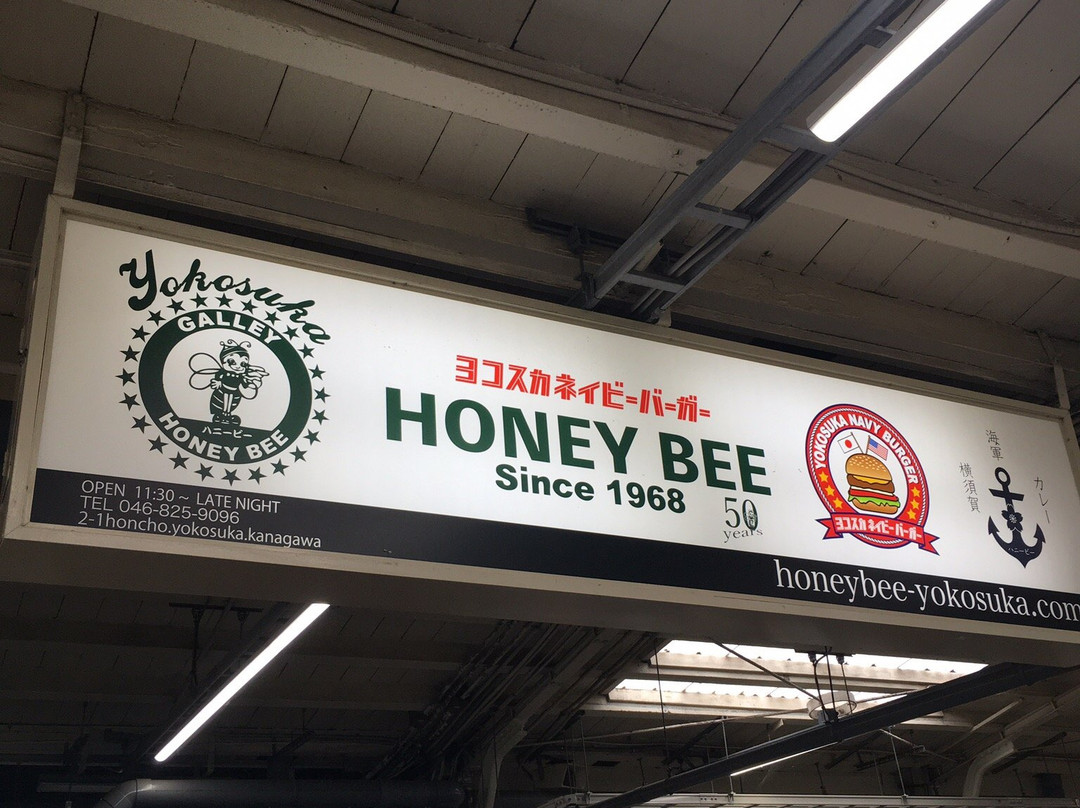 Yokosuka
GALLEY
ハニービー
HONEY BEE
OPEN 11:30~ LATE NIGHT
TEL 046-825-9096
2-1honcho.yokosuka.kanagawa
ヨコスカネイビーバーガー
HONEY BEE
Since 1968
50
years
YOKOSUKA NAVY BURGER
ヨコスカネイビーバーガー
横須賀
海軍
カレー
ハニービー
honeybee-yokosuka.com